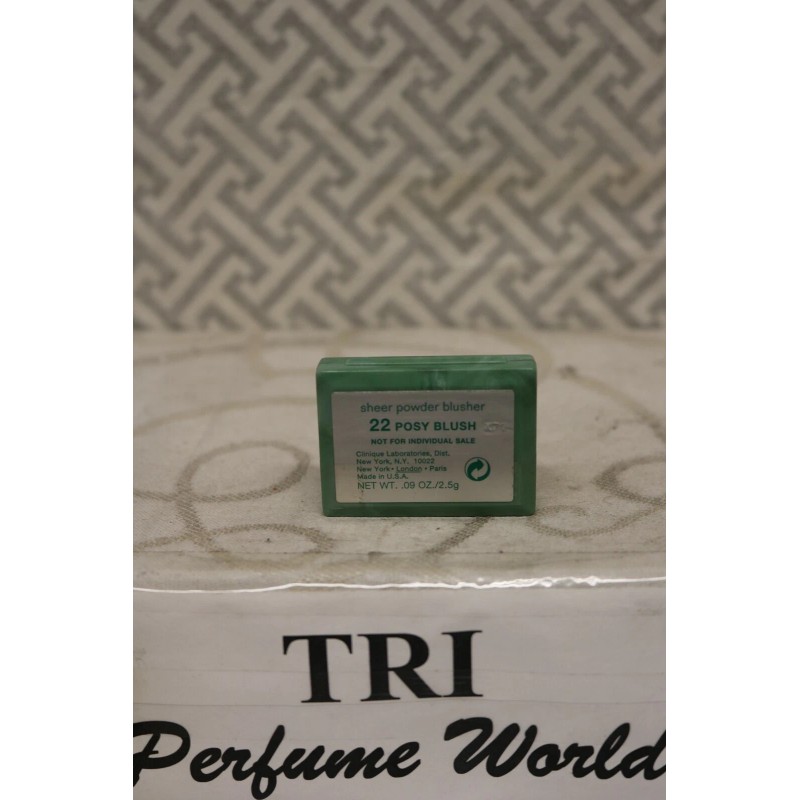 sheer powder blusher
22 POSY BLUSH
NOT FOR INDIVIDUAL SALE
Clinique Laboratories, Dist.
New York, N.Y. 10022
New York • London • Paris
Made in U.S.A.
NET WT. .09 OZ./2.5g
TRI
Perfume World